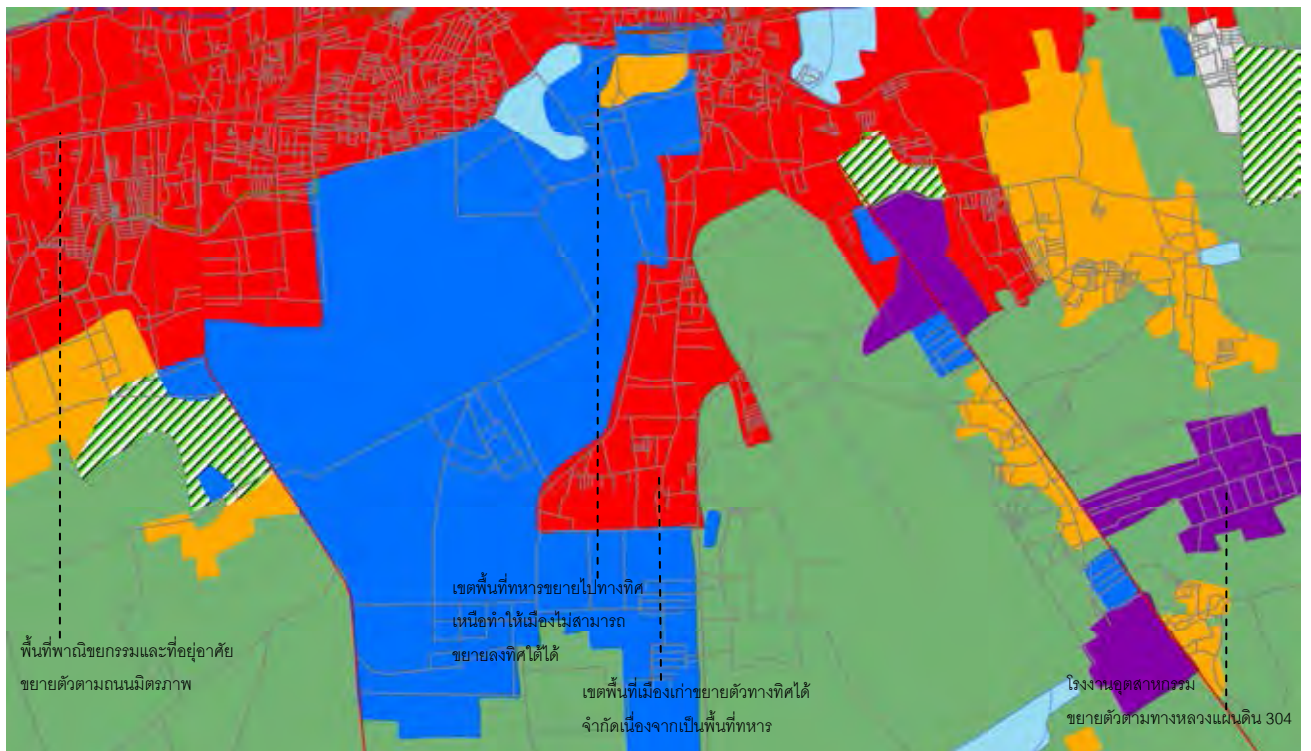 พื้นที่พาณิชยกรรมและที่อยู่อาศัย
ขยายตัวตามถนนมิตรภาพ
เขตพื้นที่ทหารขยายไปทางทิศ
เหนือทำให้เมืองไม่สามารถ
ขยายลงทิศใต้ได้
เขตพื้นที่เมืองเก่าขยายตัวทางทิศใต้
จำกัดเนื่องจากเป็นพื้นที่ทหาร
โรงงานอุตสาหกรรม
ขยายตัวตามทางหลวงแผ่นดิน 304